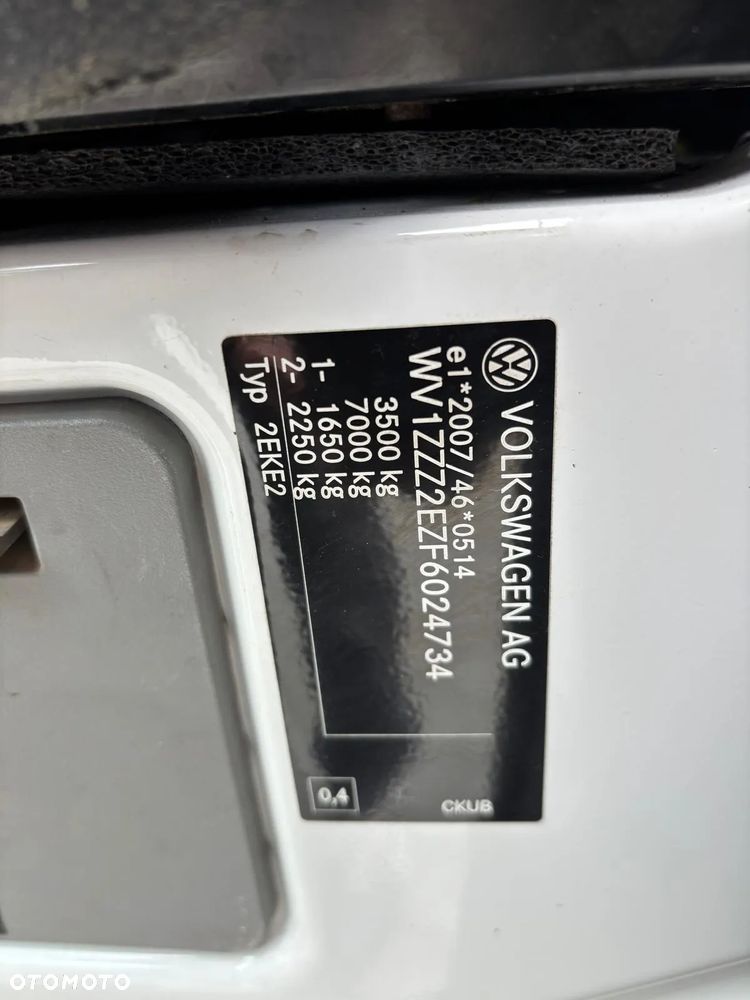 VOLKSWAGEN AG
e1*2007/46*0514
WV1ZZZ2EZF6024734
3500 kg
7000 kg
1- 1650 kg
2- 2250 kg
Typ 2EKE2
0,4
CKUB
OTOMOTO